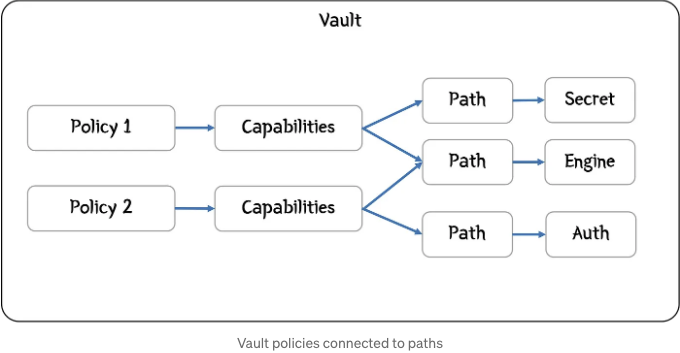 Vault
Policy 1
Capabilities
Path
Secret
Path
Engine
Policy 2
Capabilities
Path
Auth
Vault policies connected to paths